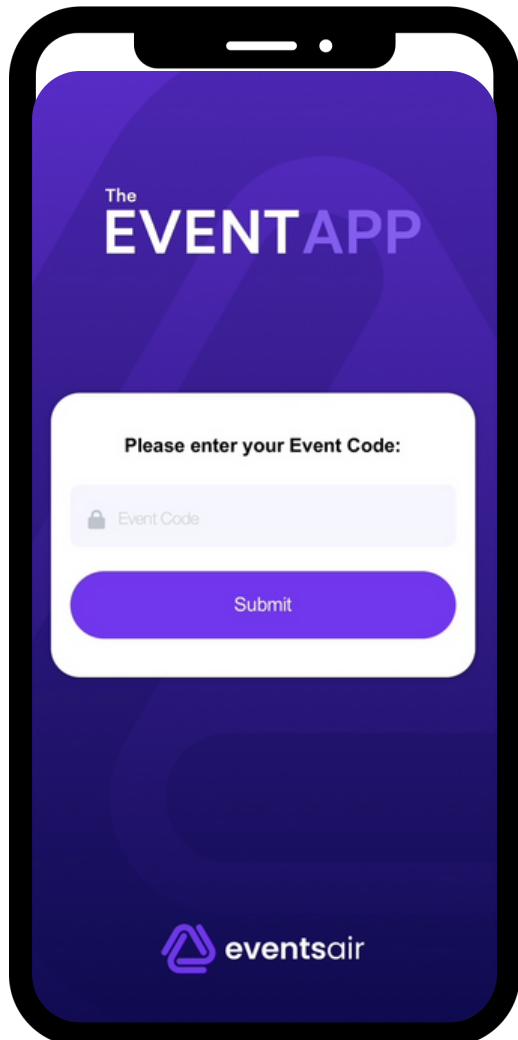 The
EVENTAPP
Please enter your Event Code:
Event Code
Submit
eventsair